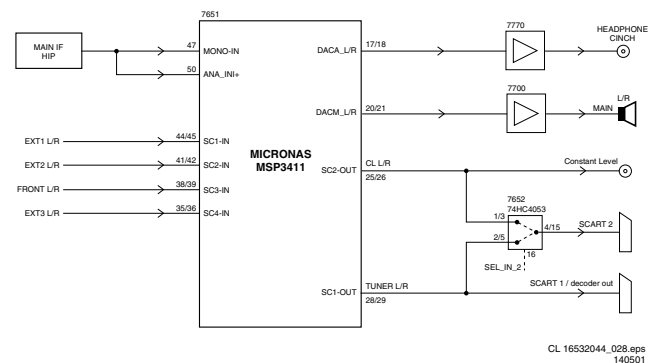 7651
7770
HEADPHONE
CINCH
MAIN IF
HIP
47
MONO-IN
DACA_L/R
17/18
50
ANA_INI+
7700
L/R
DACM_L/R
20/21
MAIN
44/45
EXT1 L/R
SC1-IN
MICRONAS
MSP3411
41/42
EXT2 L/R
SC2-IN
SC2-OUT
CL L/R
25/26
Constant Level
38/39
FRONT L/R
SC3-IN
35/36
EXT3 L/R
SC4-IN
7652
74HC4053
1/3
4/15
SCART 2
2/5
16
SEL_IN_2
SC1-OUT
TUNER L/R
28/29
SCART 1 / decoder out
CL 16532044_028.eps
140501